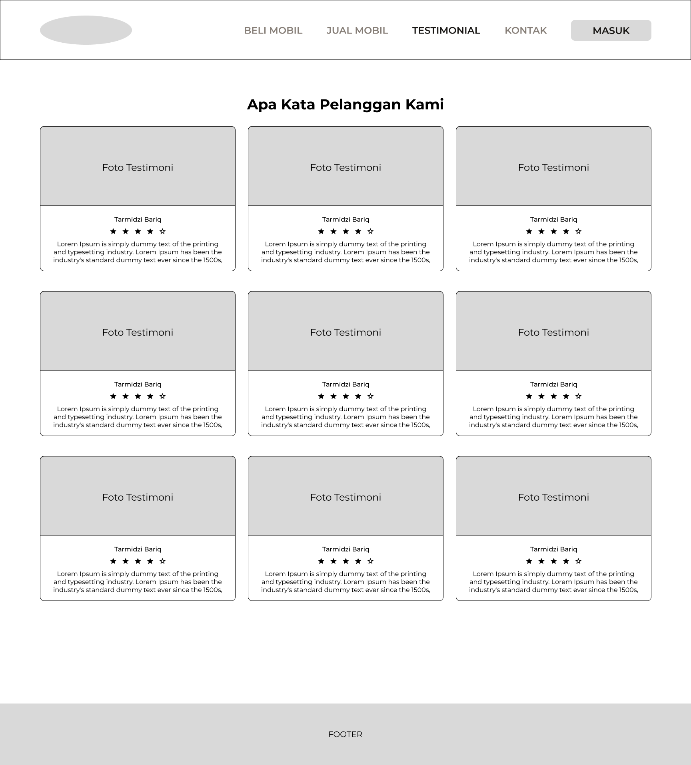 BELI MOBIL JUAL MOBIL TESTIMONIAL KONTAK MASUK
Apa Kata Pelanggan Kami
Foto Testimoni Foto Testimoni Foto Testimoni
Tarmidzi Bariq Tarmidzi Bariq Tarmidzi Bariq
Lorem Ipsum is simply dummy text of the printing Lorem Ipsum is simply dummy text of the printing Lorem Ipsum is simply dummy text of the printing
and typesetting industry. Lorem Ipsum has been the and typesetting industry. Lorem Ipsum has been the and typesetting industry. Lorem Ipsum has been the
industry's standard dummy text ever since the 1500s, industry's standard dummy text ever since the 1500s, industry's standard dummy text ever since the 1500s,
Foto Testimoni Foto Testimoni Foto Testimoni
Tarmidzi Bariq Tarmidzi Bariq Tarmidzi Bariq
Lorem Ipsum is simply dummy text of the printing Lorem Ipsum is simply dummy text of the printing Lorem Ipsum is simply dummy text of the printing
and typesetting industry. Lorem Ipsum has been the and typesetting industry. Lorem Ipsum has been the and typesetting industry. Lorem Ipsum has been the
industry's standard dummy text ever since the 1500s, industry's standard dummy text ever since the 1500s, industry's standard dummy text ever since the 1500s,
Foto Testimoni Foto Testimoni Foto Testimoni
Tarmidzi Bariq Tarmidzi Bariq Tarmidzi Bariq
Lorem Ipsum is simply dummy text of the printing Lorem Ipsum is simply dummy text of the printing Lorem Ipsum is simply dummy text of the printing
and typesetting industry. Lorem Ipsum has been the and typesetting industry. Lorem Ipsum has been the and typesetting industry. Lorem Ipsum has been the
industry's standard dummy text ever since the 1500s, industry's standard dummy text ever since the 1500s, industry's standard dummy text ever since the 1500s,
FOOTER